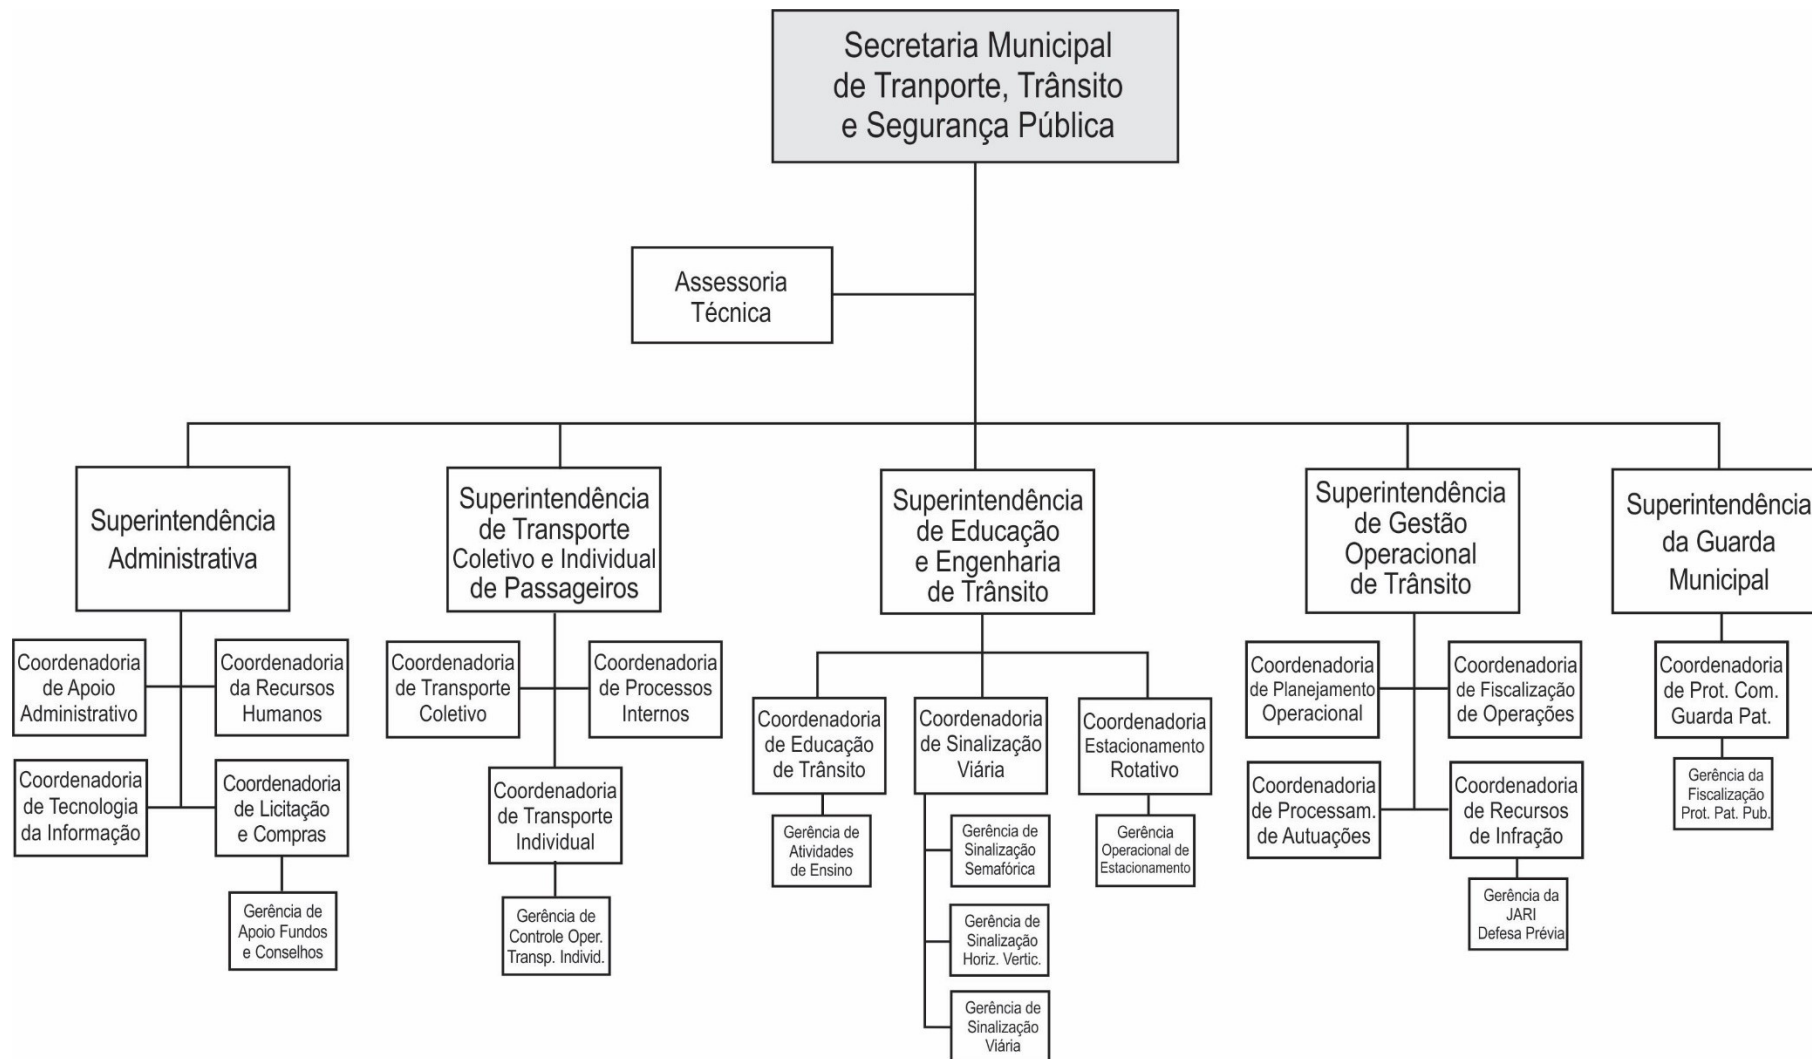 Secretaria Municipal
de Tranporte, Trânsito
e Segurança Pública
Assessoria
Técnica
Superintendência
Administrativa
Superintendência
de Transporte
Coletivo e Individual
de Passageiros
Superintendência
de Educação
e Engenharia
de Trânsito
Superintendência
de Gestão
Operacional
de Trânsito
Superintendência
da Guarda
Municipal
Coordenadoria
de Apoio
Administrativo
Coordenadoria
da Recursos
Humanos
Coordenadoria
de Tecnologia
da Informação
Coordenadoria
de Licitação
e Compras
Gerência de
Apoio Fundos
e Conselhos
Coordenadoria
de Transporte
Coletivo
Coordenadoria
de Processos
Internos
Coordenadoria
de Transporte
Individual
Gerência de
Controle Oper.
Transp. Individ.
Coordenadoria
de Educação
de Trânsito
Gerência de
Atividades
de Ensino
Coordenadoria
de Sinalização
Viária
Gerência de
Sinalização
Semafórica
Gerência de
Sinalização
Horiz. Vertic.
Gerência de
Sinalização
Viária
Coordenadoria
Estacionamento
Rotativo
Gerência
Operacional de
Estacionamento
Coordenadoria
de Planejamento
Operacional
Coordenadoria
de Fiscalização
de Operações
Coordenadoria
de Processam.
de Autuações
Coordenadoria
de Recursos
de Infração
Gerência da
JARI
Defesa Prévia
Coordenadoria
de Prot. Com.
Guarda Pat.
Gerência da
Fiscalização
Prot. Pat. Pub.